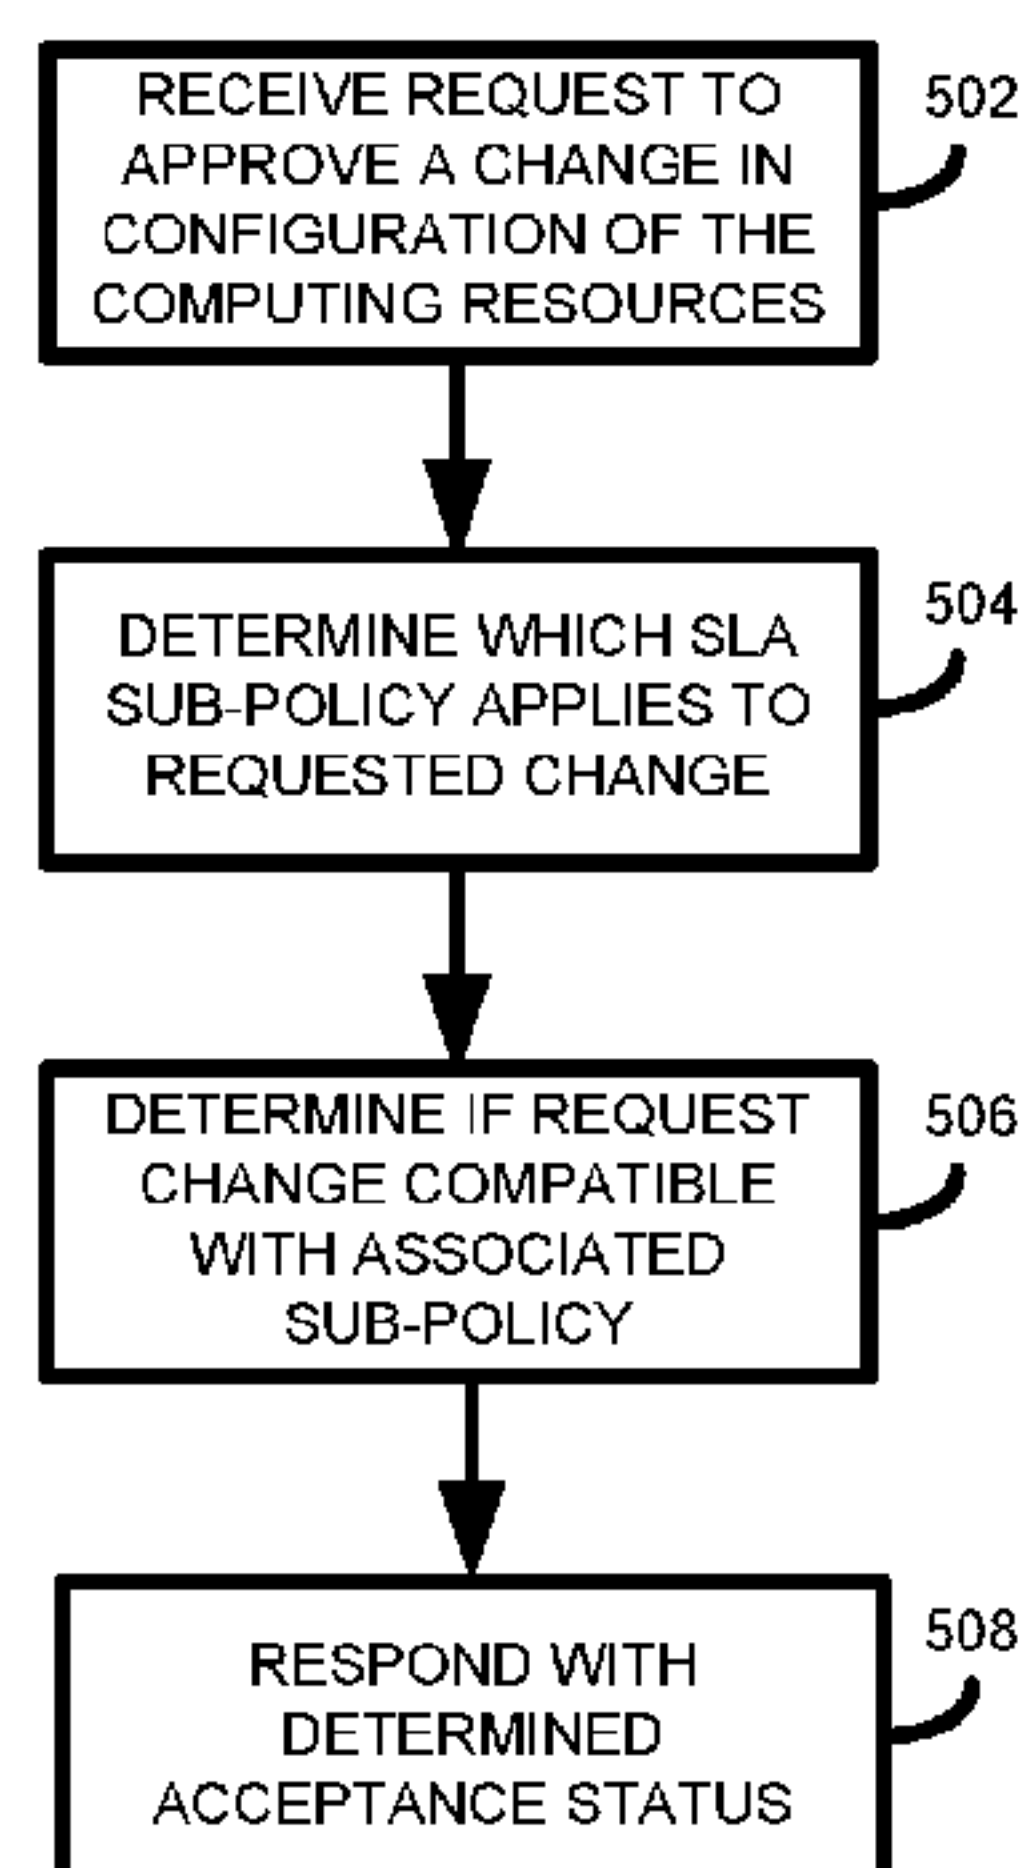 RECEIVE REQUEST TO
APPROVE A CHANGE IN
CONFIGURATION OF THE
COMPUTING RESOURCES
502
DETERMINE WHICH SLA
SUB-POLICY APPLIES TO
REQUESTED CHANGE
504
DETERMINE IF REQUEST
CHANGE COMPATIBLE
WITH ASSOCIATED
SUB-POLICY
506
RESPOND WITH
DETERMINED
ACCEPTANCE STATUS
508